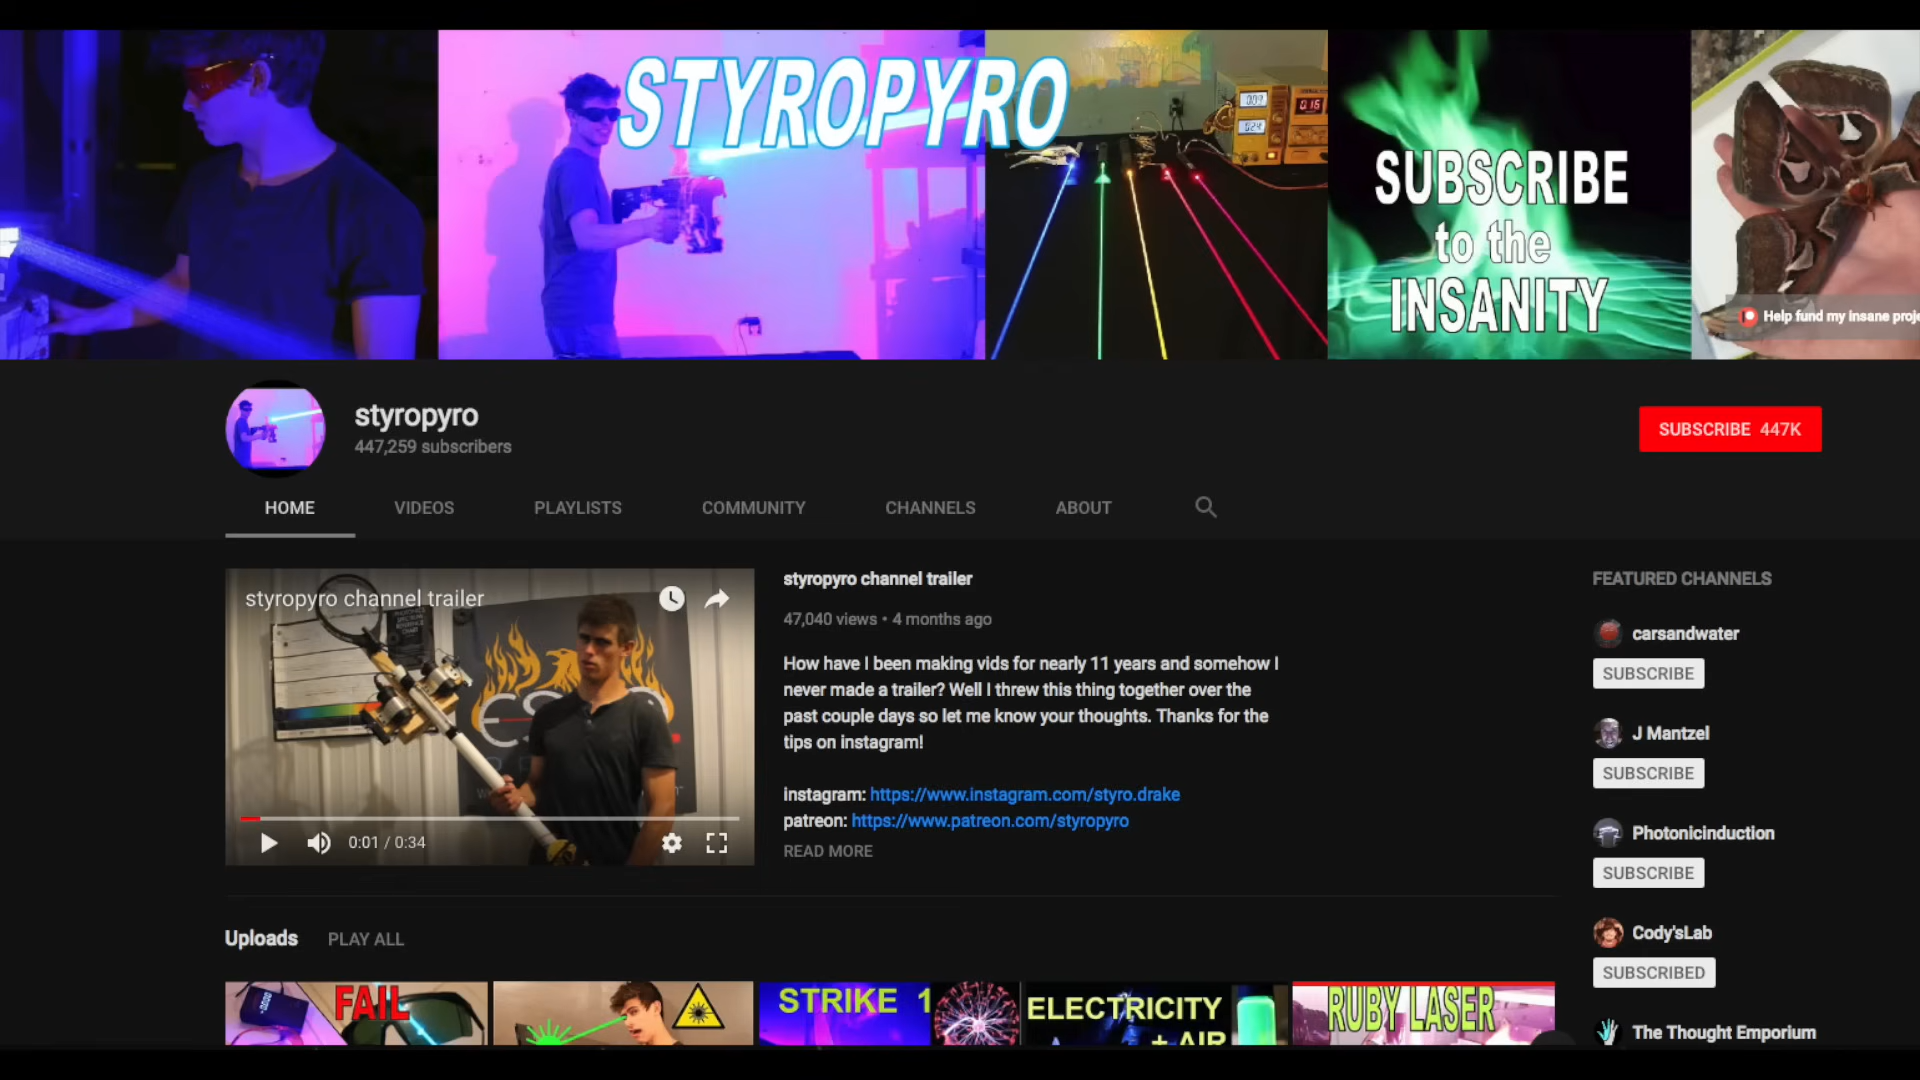 STYROPYRO
SUBSCRIBE
to the
INSANITY
Help fund my insane
styropyro
447,259 subscribers
SUBSCRIBE 447K
HOME
VIDEOS
PLAYLISTS
COMMUNITY
CHANNELS
ABOUT
styropyro channel trailer
0:01 / 0:34
styropyro channel trailer
47,040 views • 4 months ago
How have I been making vids for nearly 11 years and somehow I
never made a trailer? Well I threw this thing together over the
past couple days so let me know your thoughts. Thanks for the
tips on instagram!
instagram: https://www.instagram.com/styro.drake
patreon: https://www.patreon.com/styropyro
READ MORE
FEATURED CHANNELS
carsandwater
SUBSCRIBE
J Mantzel
SUBSCRIBE
Photonicinduction
SUBSCRIBE
Cody'sLab
SUBSCRIBED
The Thought Emporium
Uploads
PLAY ALL
FAIL
STRIKE 1
ELECTRICITY
+ AIR
RUBY LASER